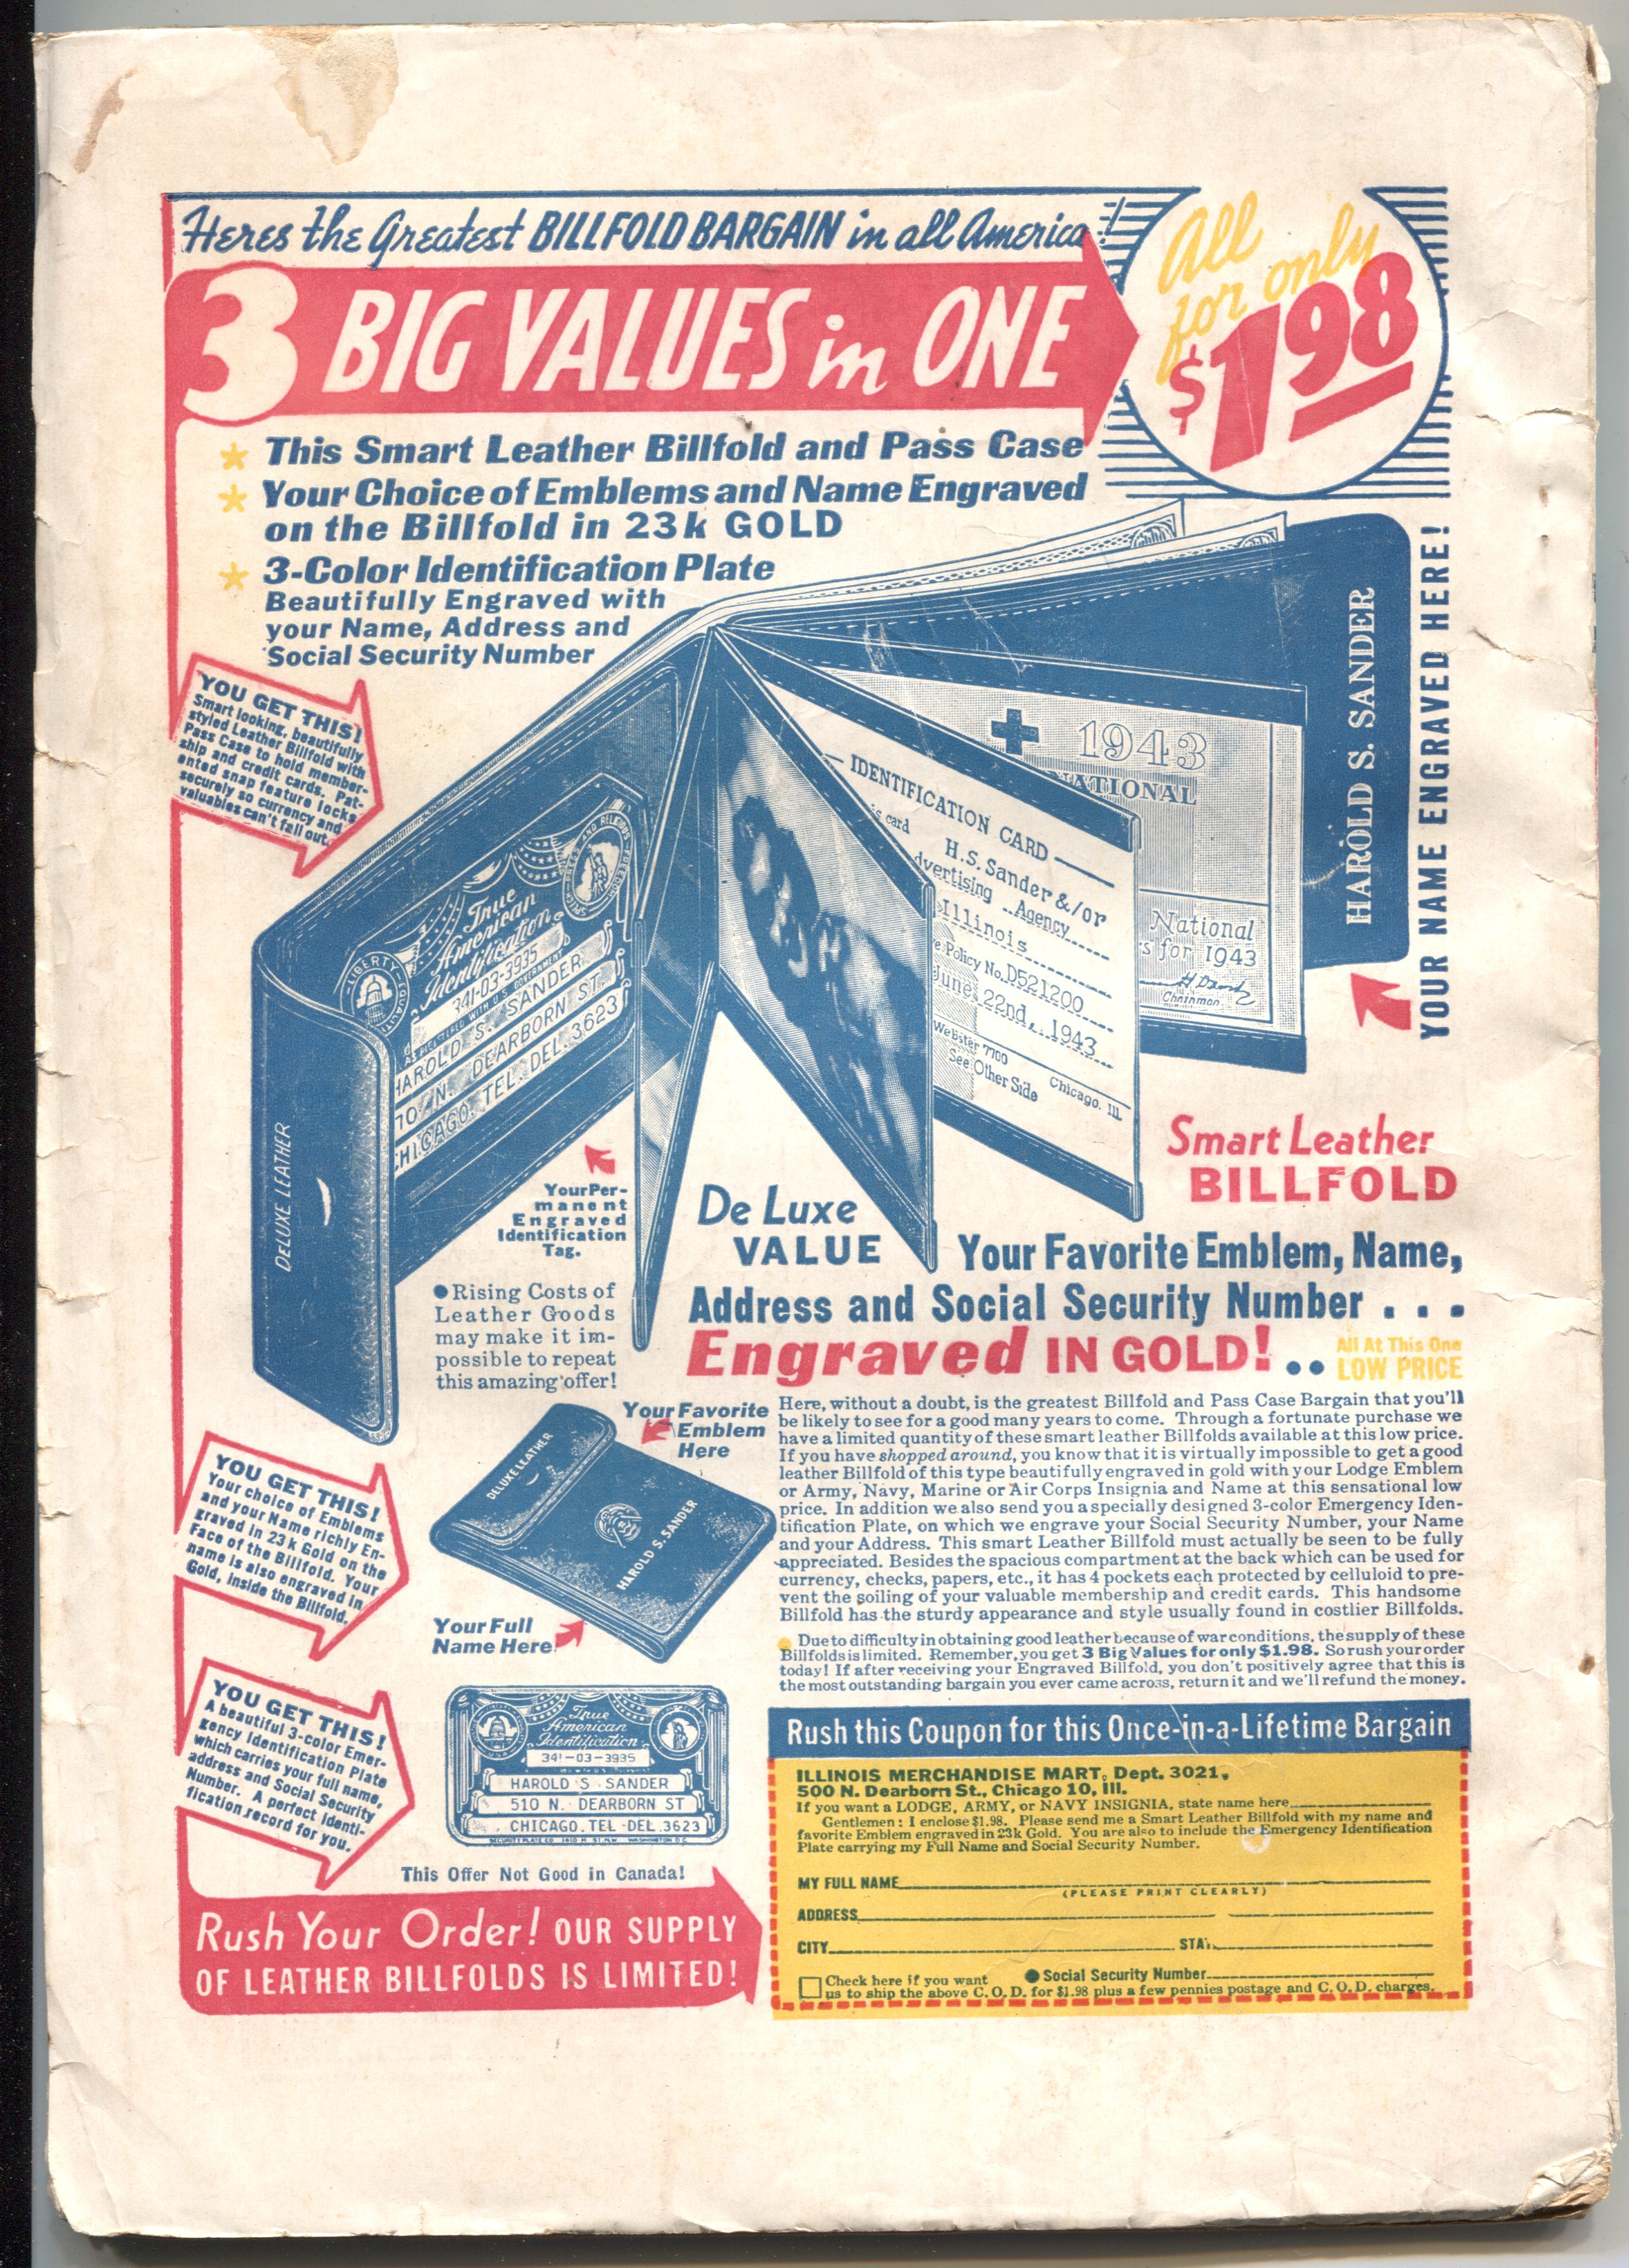 Heres the Greatest BILLFOLD BARGAIN in all America!
3 BIG VALUES in ONE
All
for only
$1.98
This Smart Leather Billfold and Pass Case
Your Choice of Emblems and Name Engraved
on the Billfold in 23k GOLD
3-Color Identification Plate
Beautifully Engraved with
your Name, Address and
Social Security Number
YOU GET THIS!
Smart looking, beautifully
styled Leather Billfold with
Pass Case to hold member-
ship and credit cards. Pat-
ented snap feature locks
securely so currency and
valuables can't fall out.
LIBERTY
EQUALITY
True
American
Identification
341-03-3935
AS REGISTERED WITH U.S. GOVERNMENT
HAROLD S. SANDER
10 N. DEARBORN ST.
CHICAGO. TEL. DEL. 3623
DELUXE LEATHER
IDENTIFICATION CARD
is card
H.S. Sander &/or
dvertising Agency
Illinois
e Policy No. D521200
June 22nd, 1943
Webster 7700
Chicago, Ill.
See Other Side
1943
NATIONAL
National
s for 1943
Chairman
HAROLD S. SANDER
YOUR NAME ENGRAVED HERE!
Your Per-
manent
Engraved
Identification
Tag.
Smart Leather
BILLFOLD
De Luxe
VALUE
Your Favorite Emblem, Name,
Address and Social Security Number . . .
Engraved IN GOLD! . .
All At This One
LOW PRICE
● Rising Costs of
Leather Goods
may make it im-
possible to repeat
this amazing offer!
YOU GET THIS!
Your choice of Emblems
and your Name richly En-
graved in 23k Gold on the
Face of the Billfold. Your
name is also engraved in
Gold, inside the Billfold.
Your Favorite
Emblem
Here
DELUXE LEATHER
HAROLD S. SANDER
Your Full
Name Here
Here, without a doubt, is the greatest Billfold and Pass Case Bargain that you'll
be likely to see for a good many years to come. Through a fortunate purchase we
have a limited quantity of these smart leather Billfolds available at this low price.
If you have shopped around, you know that it is virtually impossible to get a good
leather Billfold of this type beautifully engraved in gold with your Lodge Emblem
or Army, Navy, Marine or Air Corps Insignia and Name at this sensational low
price. In addition we also send you a specially designed 3-color Emergency Iden-
tification Plate, on which we engrave your Social Security Number, your Name
and your Address. This smart Leather Billfold must actually be seen to be fully
appreciated. Besides the spacious compartment at the back which can be used for
currency, checks, papers, etc., it has 4 pockets each protected by celluloid to pre-
vent the soiling of your valuable membership and credit cards. This handsome
Billfold has the sturdy appearance and style usually found in costlier Billfolds.
● Due to difficulty in obtaining good leather because of war conditions, the supply of these
Billfolds is limited. Remember, you get 3 Big Values for only $1.98. So rush your order
today! If after receiving your Engraved Billfold, you don't positively agree that this is
the most outstanding bargain you ever came across, return it and we'll refund the money.
YOU GET THIS!
A beautiful 3-color Emer-
gency Identification Plate
which carries your full name,
address and Social Security
Number. A perfect identi-
fication record for you.
True
American
Identification
341-03-3935
HAROLD S. SANDER
510 N. DEARBORN ST
CHICAGO. TEL. DEL. 3623
This Offer Not Good in Canada!
Rush Your Order! OUR SUPPLY
OF LEATHER BILLFOLDS IS LIMITED!
Rush this Coupon for this Once-in-a-Lifetime Bargain
ILLINOIS MERCHANDISE MART, Dept. 3021,
500 N. Dearborn St., Chicago 10, Ill.
If you want a LODGE, ARMY, or NAVY INSIGNIA, state name here
Gentlemen: I enclose $1.98. Please send me a Smart Leather Billfold with my name and
favorite Emblem engraved in 23k Gold. You are also to include the Emergency Identification
Plate carrying my Full Name and Social Security Number.
MY FULL NAME
(PLEASE PRINT CLEARLY)
ADDRESS
CITY STA
Check here if you want ● Social Security Number
us to ship the above C.O.D. for $1.98 plus a few pennies postage and C.O.D. charges.